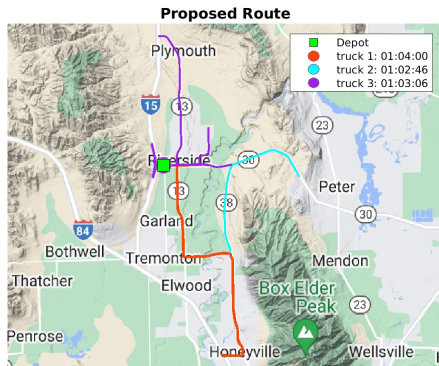 Proposed Route
Depot
truck 1: 01:04:00
truck 2: 01:02:46
truck 3: 01:03:06
Plymouth
15
13
23
Riverside
30
13
Peter
38
30
Garland
84
Bothwell
Tremonton
Mendon
Thatcher
Elwood
Box Elder
Peak
23
Penrose
Honeyville
Wellsville